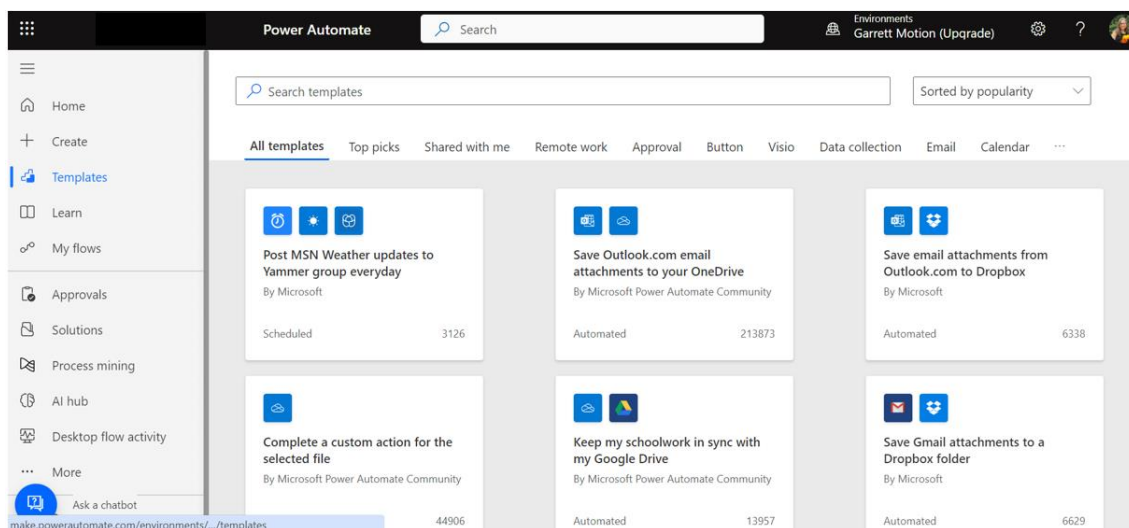 Power Automate
Search
Environments
Garrett Motion (Upgrade)
?
Home
Create
Templates
Learn
My flows
Approvals
Solutions
Process mining
AI hub
Desktop flow activity
More
Ask a chatbot
make.powerautomate.com/environments/.../templates
Search templates
Sorted by popularity
All templates Top picks Shared with me Remote work Approval Button Visio Data collection Email Calendar ...
Post MSN Weather updates to
Yammer group everyday
By Microsoft
Scheduled 3126
Save Outlook.com email
attachments to your OneDrive
By Microsoft Power Automate Community
Automated 213873
Save email attachments from
Outlook.com to Dropbox
By Microsoft
Automated 6338
Complete a custom action for the
selected file
By Microsoft Power Automate Community
44906
Keep my schoolwork in sync with
my Google Drive
By Microsoft Power Automate Community
Automated 13957
Save Gmail attachments to a
Dropbox folder
By Microsoft
Automated 6629